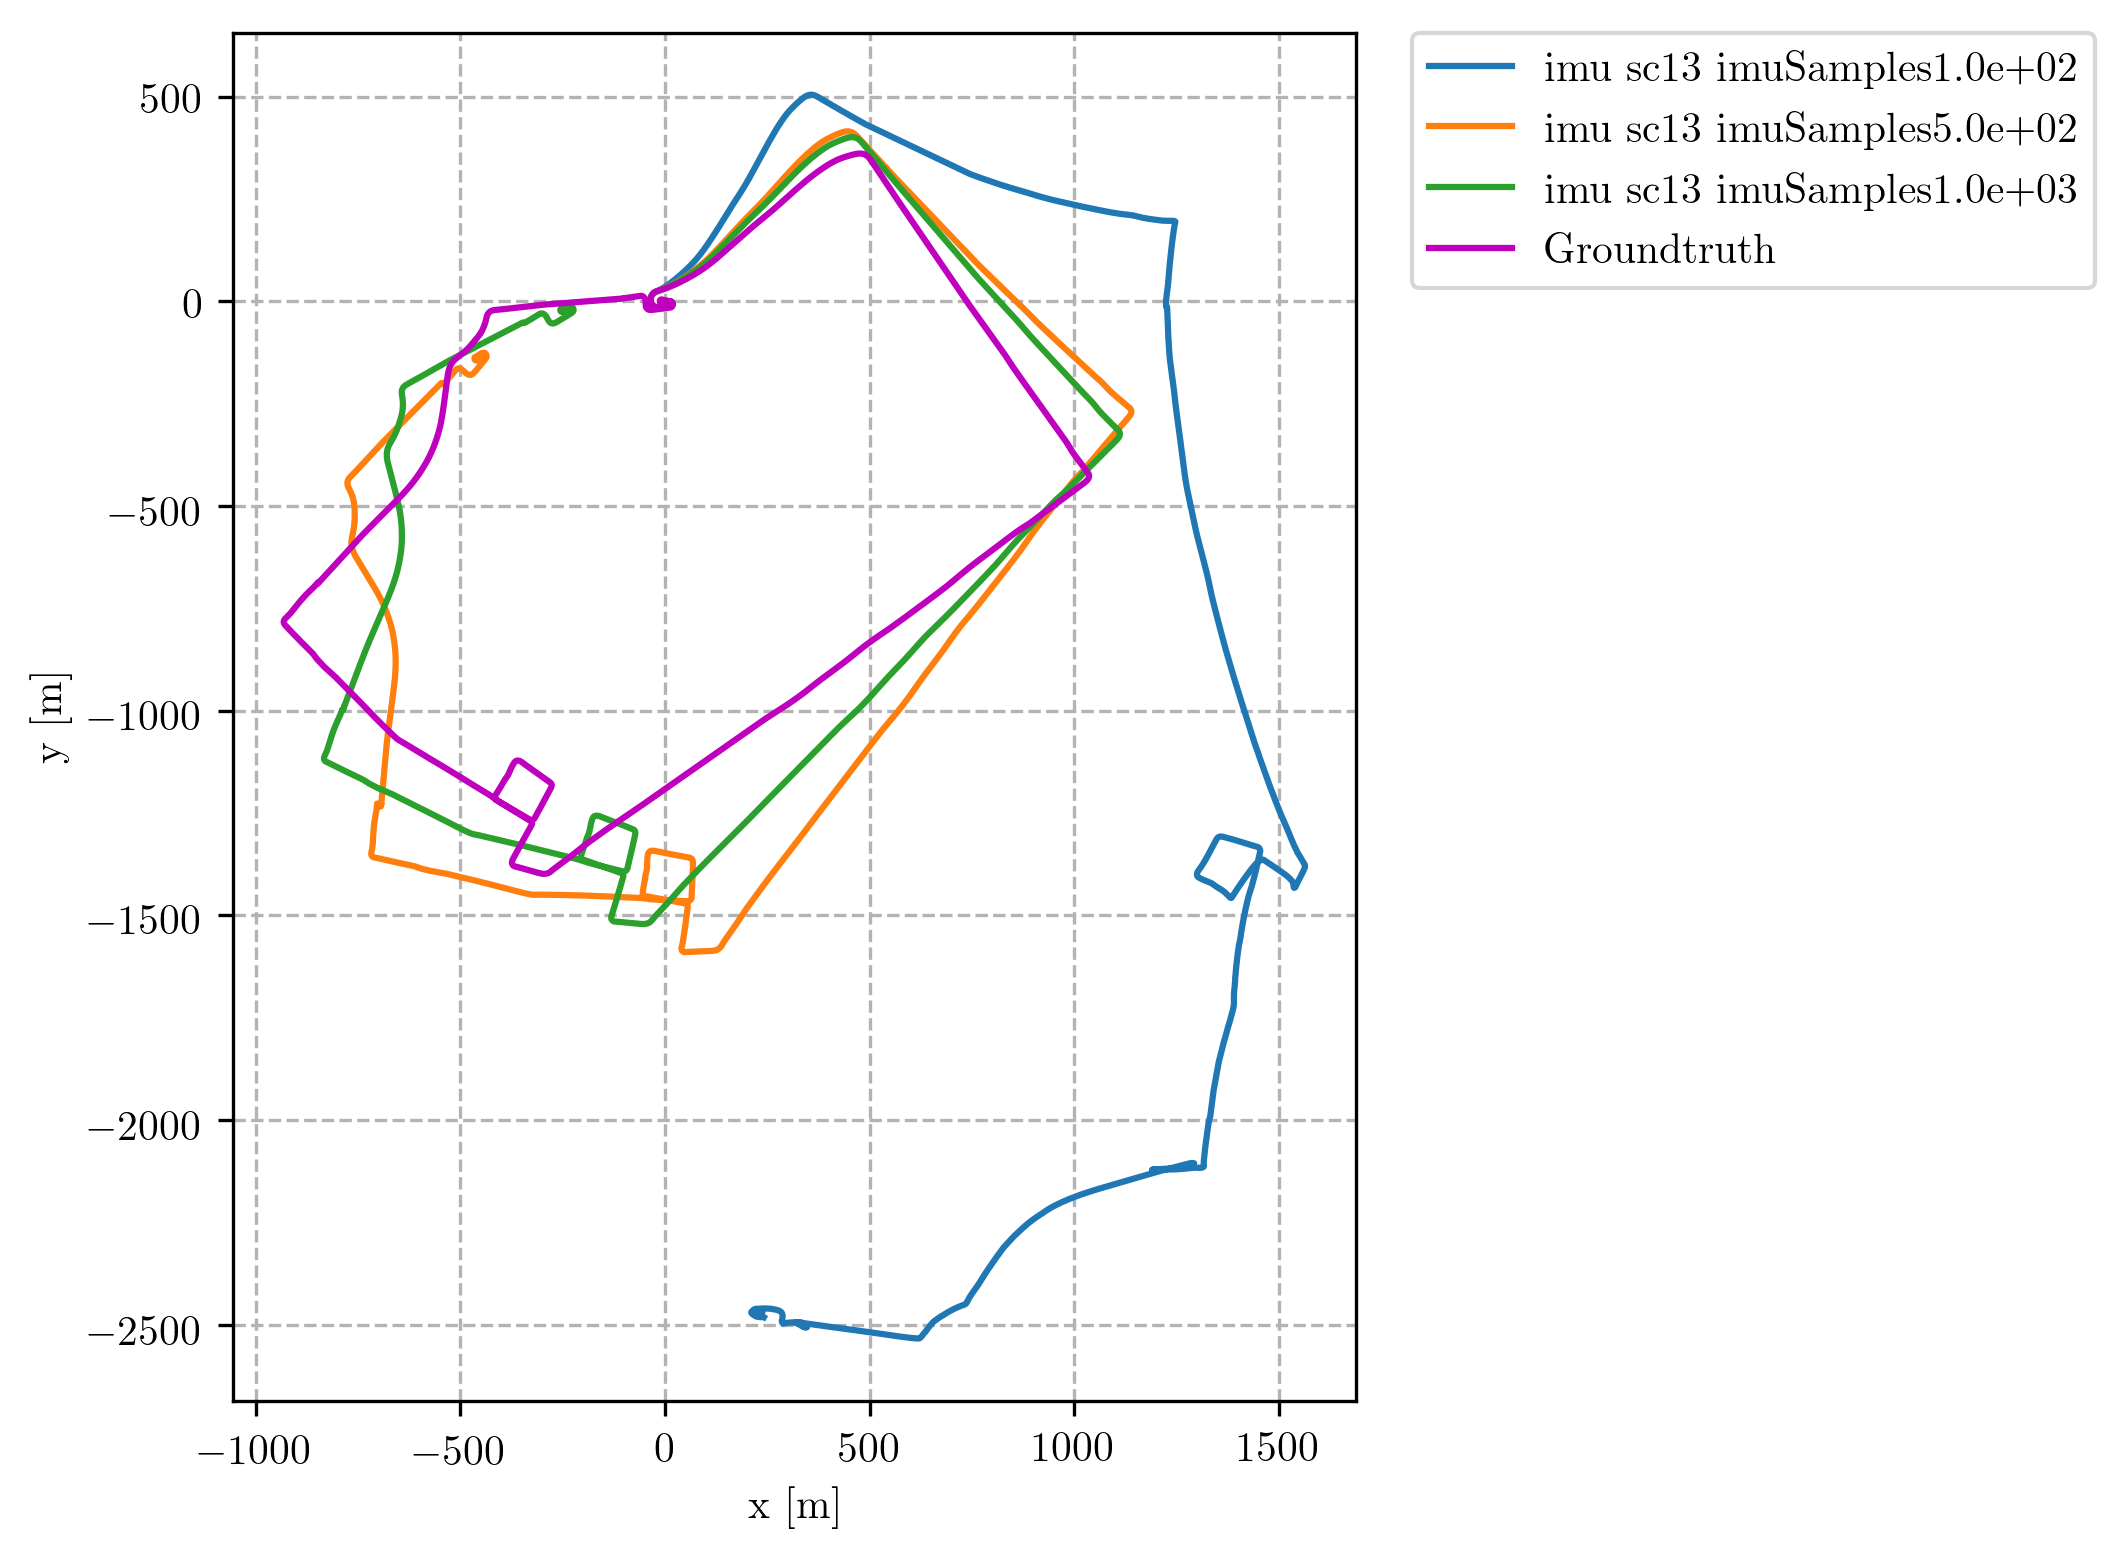 500
0
−500
−1000
−1500
−2000
−2500
y [m]
−1000
−500
0
500
1000
1500
x [m]
imu sc13 imuSamples1.0e+02
imu sc13 imuSamples5.0e+02
imu sc13 imuSamples1.0e+03
Groundtruth